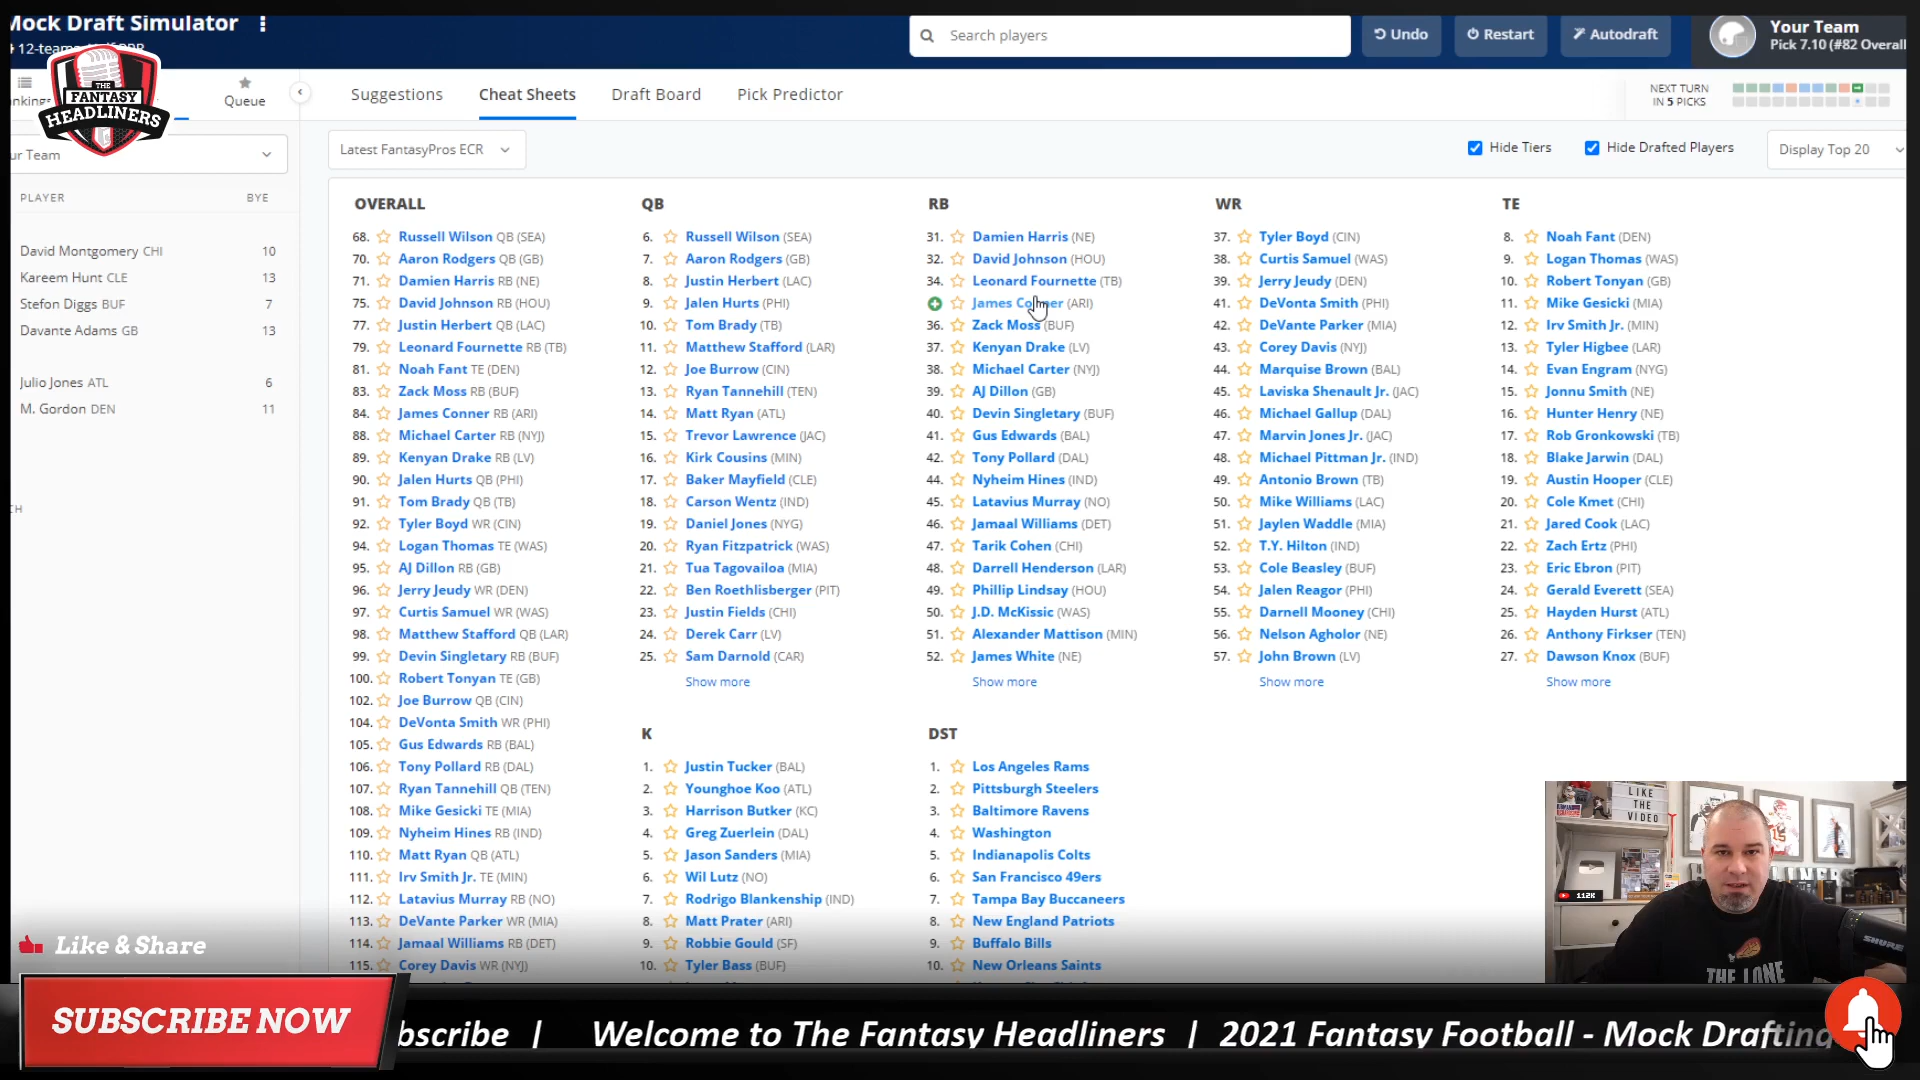 Mock Draft Simulator
12-team
THE
FANTASY
HEADLINERS
Search players
Undo
Restart
Autodraft
Your Team
Pick 7.10 (#82 Overall
Queue
Suggestions
Cheat Sheets
Draft Board
Pick Predictor
NEXT TURN
IN 5 PICKS
ur Team
Latest FantasyPros ECR
Hide Tiers
Hide Drafted Players
Display Top 20
PLAYER BYE
David Montgomery CHI 10
Kareem Hunt CLE 13
Stefon Diggs BUF 7
Davante Adams GB 13
Julio Jones ATL 6
M. Gordon DEN 11
CH
OVERALL
68. Russell Wilson QB (SEA)
70. Aaron Rodgers QB (GB)
71. Damien Harris RB (NE)
75. David Johnson RB (HOU)
77. Justin Herbert QB (LAC)
79. Leonard Fournette RB (TB)
81. Noah Fant TE (DEN)
83. Zack Moss RB (BUF)
84. James Conner RB (ARI)
88. Michael Carter RB (NYJ)
89. Kenyan Drake RB (LV)
90. Jalen Hurts QB (PHI)
91. Tom Brady QB (TB)
92. Tyler Boyd WR (CIN)
94. Logan Thomas TE (WAS)
95. AJ Dillon RB (GB)
96. Jerry Jeudy WR (DEN)
97. Curtis Samuel WR (WAS)
98. Matthew Stafford QB (LAR)
99. Devin Singletary RB (BUF)
100. Robert Tonyan TE (GB)
102. Joe Burrow QB (CIN)
104. DeVonta Smith WR (PHI)
105. Gus Edwards RB (BAL)
106. Tony Pollard RB (DAL)
107. Ryan Tannehill QB (TEN)
108. Mike Gesicki TE (MIA)
109. Nyheim Hines RB (IND)
110. Matt Ryan QB (ATL)
111. Irv Smith Jr. TE (MIN)
112. Latavius Murray RB (NO)
113. DeVante Parker WR (MIA)
114. Jamaal Williams RB (DET)
115. Corey Davis WR (NYJ)
QB
6. Russell Wilson (SEA)
7. Aaron Rodgers (GB)
8. Justin Herbert (LAC)
9. Jalen Hurts (PHI)
10. Tom Brady (TB)
11. Matthew Stafford (LAR)
12. Joe Burrow (CIN)
13. Ryan Tannehill (TEN)
14. Matt Ryan (ATL)
15. Trevor Lawrence (JAC)
16. Kirk Cousins (MIN)
17. Baker Mayfield (CLE)
18. Carson Wentz (IND)
19. Daniel Jones (NYG)
20. Ryan Fitzpatrick (WAS)
21. Tua Tagovailoa (MIA)
22. Ben Roethlisberger (PIT)
23. Justin Fields (CHI)
24. Derek Carr (LV)
25. Sam Darnold (CAR)
Show more
RB
31. Damien Harris (NE)
32. David Johnson (HOU)
34. Leonard Fournette (TB)
James Conner (ARI)
36. Zack Moss (BUF)
37. Kenyan Drake (LV)
38. Michael Carter (NYJ)
39. AJ Dillon (GB)
40. Devin Singletary (BUF)
41. Gus Edwards (BAL)
42. Tony Pollard (DAL)
44. Nyheim Hines (IND)
45. Latavius Murray (NO)
46. Jamaal Williams (DET)
47. Tarik Cohen (CHI)
48. Darrell Henderson (LAR)
49. Phillip Lindsay (HOU)
50. J.D. McKissic (WAS)
51. Alexander Mattison (MIN)
52. James White (NE)
Show more
WR
37. Tyler Boyd (CIN)
38. Curtis Samuel (WAS)
39. Jerry Jeudy (DEN)
41. DeVonta Smith (PHI)
42. DeVante Parker (MIA)
43. Corey Davis (NYJ)
44. Marquise Brown (BAL)
45. Laviska Shenault Jr. (JAC)
46. Michael Gallup (DAL)
47. Marvin Jones Jr. (JAC)
48. Michael Pittman Jr. (IND)
49. Antonio Brown (TB)
50. Mike Williams (LAC)
51. Jaylen Waddle (MIA)
52. T.Y. Hilton (IND)
53. Cole Beasley (BUF)
54. Jalen Reagor (PHI)
55. Darnell Mooney (CHI)
56. Nelson Agholor (NE)
57. John Brown (LV)
Show more
TE
8. Noah Fant (DEN)
9. Logan Thomas (WAS)
10. Robert Tonyan (GB)
11. Mike Gesicki (MIA)
12. Irv Smith Jr. (MIN)
13. Tyler Higbee (LAR)
14. Evan Engram (NYG)
15. Jonnu Smith (NE)
16. Hunter Henry (NE)
17. Rob Gronkowski (TB)
18. Blake Jarwin (DAL)
19. Austin Hooper (CLE)
20. Cole Kmet (CHI)
21. Jared Cook (LAC)
22. Zach Ertz (PHI)
23. Eric Ebron (PIT)
24. Gerald Everett (SEA)
25. Hayden Hurst (ATL)
26. Anthony Firkser (TEN)
27. Dawson Knox (BUF)
Show more
K
1. Justin Tucker (BAL)
2. Younghoe Koo (ATL)
3. Harrison Butker (KC)
4. Greg Zuerlein (DAL)
5. Jason Sanders (MIA)
6. Wil Lutz (NO)
7. Rodrigo Blankenship (IND)
8. Matt Prater (ARI)
9. Robbie Gould (SF)
10. Tyler Bass (BUF)
DST
1. Los Angeles Rams
2. Pittsburgh Steelers
3. Baltimore Ravens
4. Washington
5. Indianapolis Colts
6. San Francisco 49ers
7. Tampa Bay Buccaneers
8. New England Patriots
9. Buffalo Bills
10. New Orleans Saints
LIKE
THE
VIDEO
112K
SHURE
THE LONE
Like & Share
SUBSCRIBE NOW
bscribe | Welcome to The Fantasy Headliners | 2021 Fantasy Football - Mock Drafting